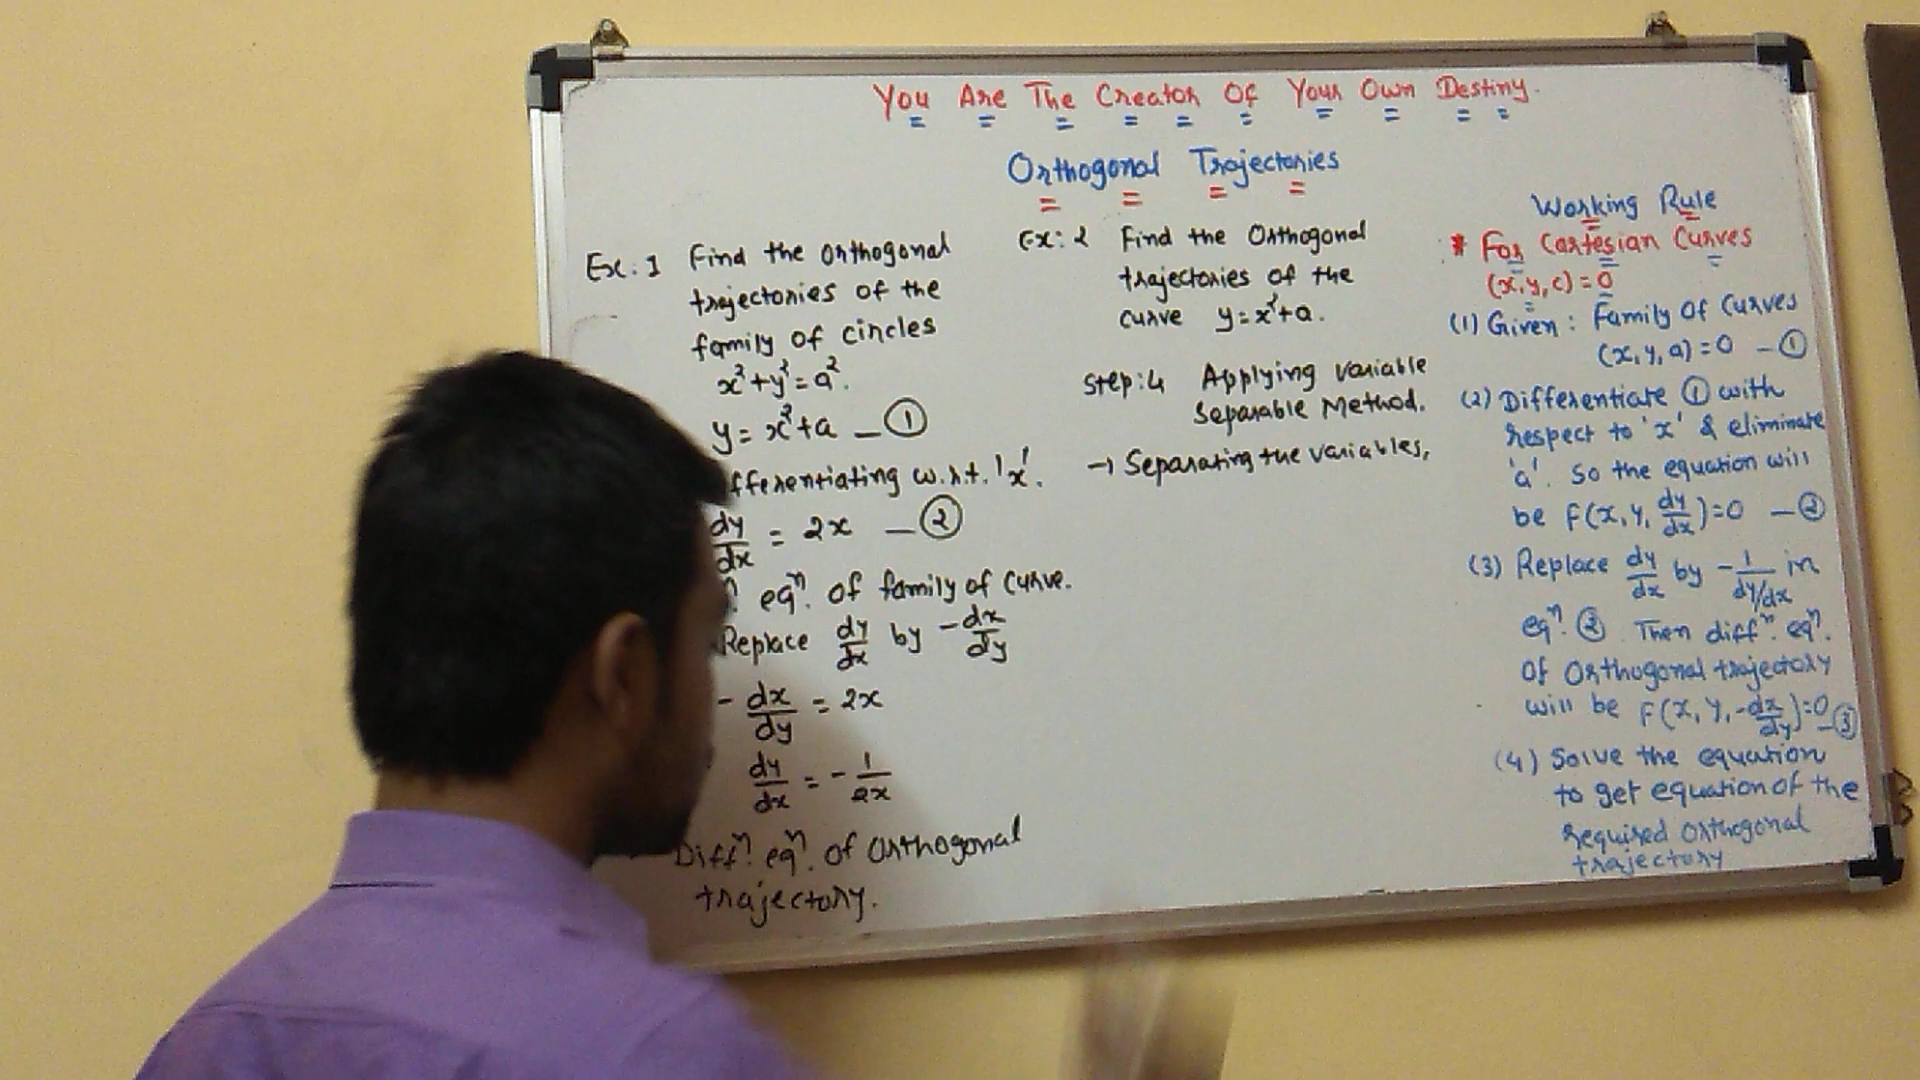 You Are The Creator Of Your Own Destiny.
Orthogonal Trajectories
Ex: 1 Find the orthogonal
trajectories of the
family of circles
x²+y²=a².
y = x²+a — ①
fferentiating w.r.t. 'x'.
dy/dx = 2x — ②
eqⁿ. of family of curve.
Replace dy/dx by -dx/dy
- dx/dy = 2x
dy/dx = - 1/2x
Diffⁿ. eqⁿ. of orthogonal
trajectory.
Ex: 2 Find the Orthogonal
trajectories of the
curve y=x²+a.
Step:4 Applying variable
Separable Method.
→ Separating the variables,
Working Rule
* For Cartesian Curves
(x,y,c)=0
(1) Given: Family Of Curves
(x,y,a)=0 —①
(2) Differentiate ① with
respect to 'x' & eliminate
'a'. So the equation will
be F(x,y,dy/dx)=0 —②
(3) Replace dy/dx by - 1/dy/dx in
eqⁿ. ② Then diffⁿ. eqⁿ.
Of Orthogonal trajectory
will be F(x,y,-dx/dy)=0—③
(4) Solve the equation
to get equation of the
required orthogonal
trajectory